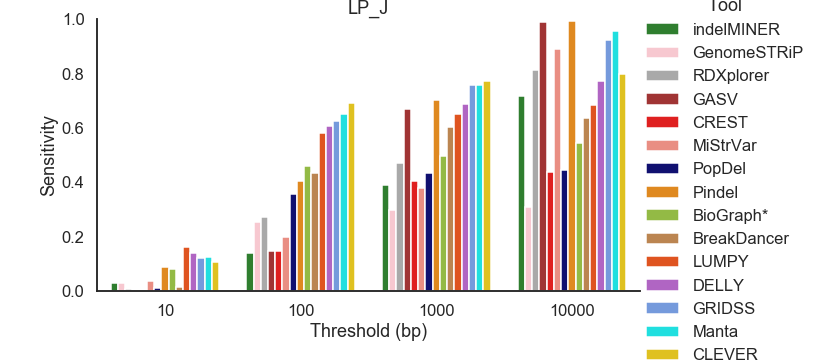 LP_J
Tool
1.0
0.8
0.6
0.4
0.2
0.0
Sensitivity
10
100
1000
10000
Threshold (bp)
indelMINER
GenomeSTRiP
RDXplorer
GASV
CREST
MiStrVar
PopDel
Pindel
BioGraph*
BreakDancer
LUMPY
DELLY
GRIDSS
Manta
CLEVER